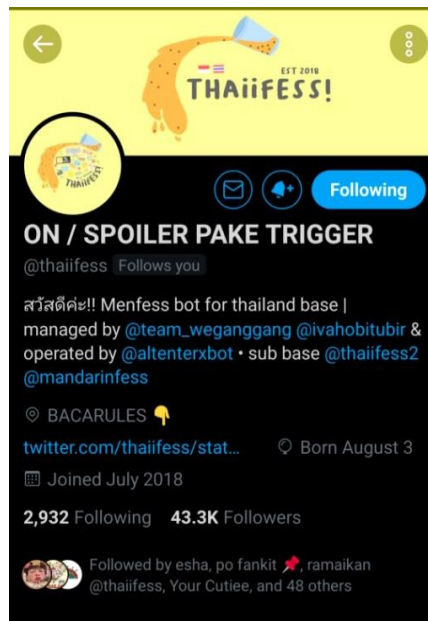 EST 2018
THAiiFESS!
THAiiFESS!
Following
ON / SPOILER PAKE TRIGGER
@thaiifess Follows you
สวัสดีค่ะ!! Menfess bot for thailand base |
managed by @team_weganggang @ivahobitubir &
operated by @altenterxbot • sub base @thaiifess2
@mandarinfess
BACARULES 👇
twitter.com/thaiifess/stat... Born August 3
Joined July 2018
2,932 Following 43.3K Followers
Followed by esha, po fankit 📌, ramaikan
@thaiifess, Your Cutiee, and 48 others